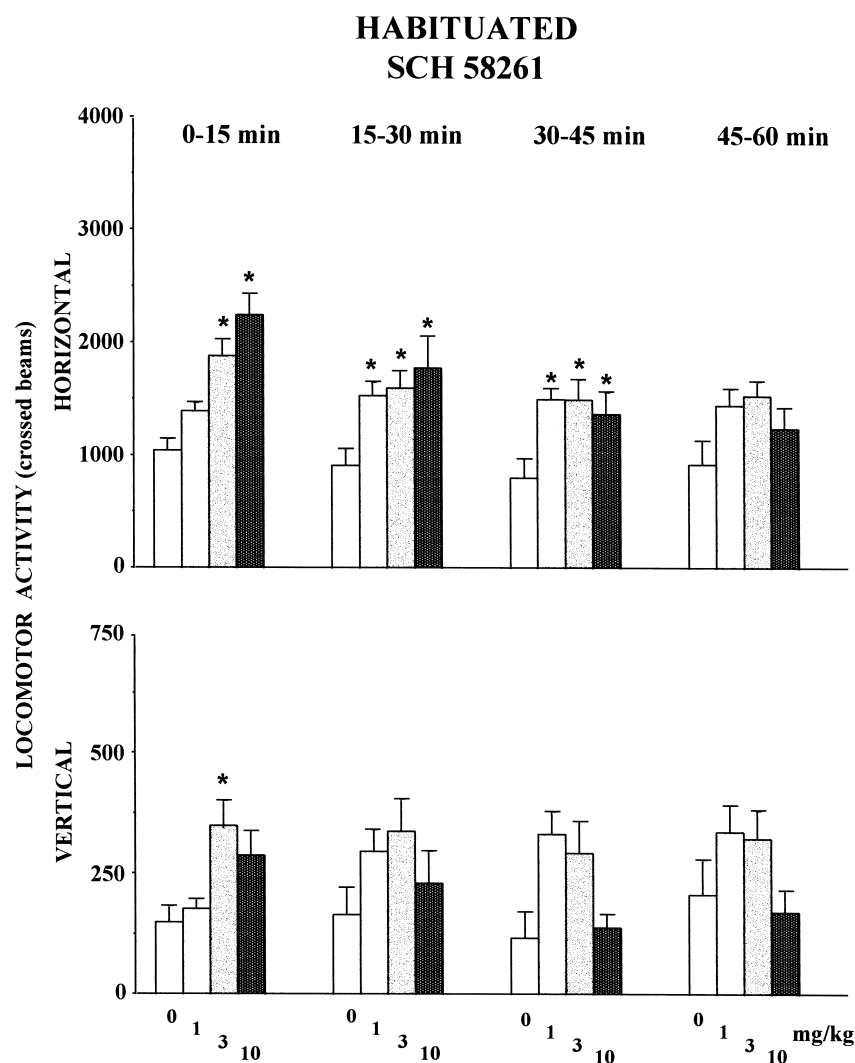 HABITUATED
SCH 58261
4000
0-15 min 15-30 min 30-45 min 45-60 min
3000
* *
2000
* * * * * *
1000
0
HORIZONTAL
LOCOMOTOR ACTIVITY (crossed beams)
750
500
*
250
0
VERTICAL
0 1 3 10 0 1 3 10 0 1 3 10 0 1 3 10 mg/kg